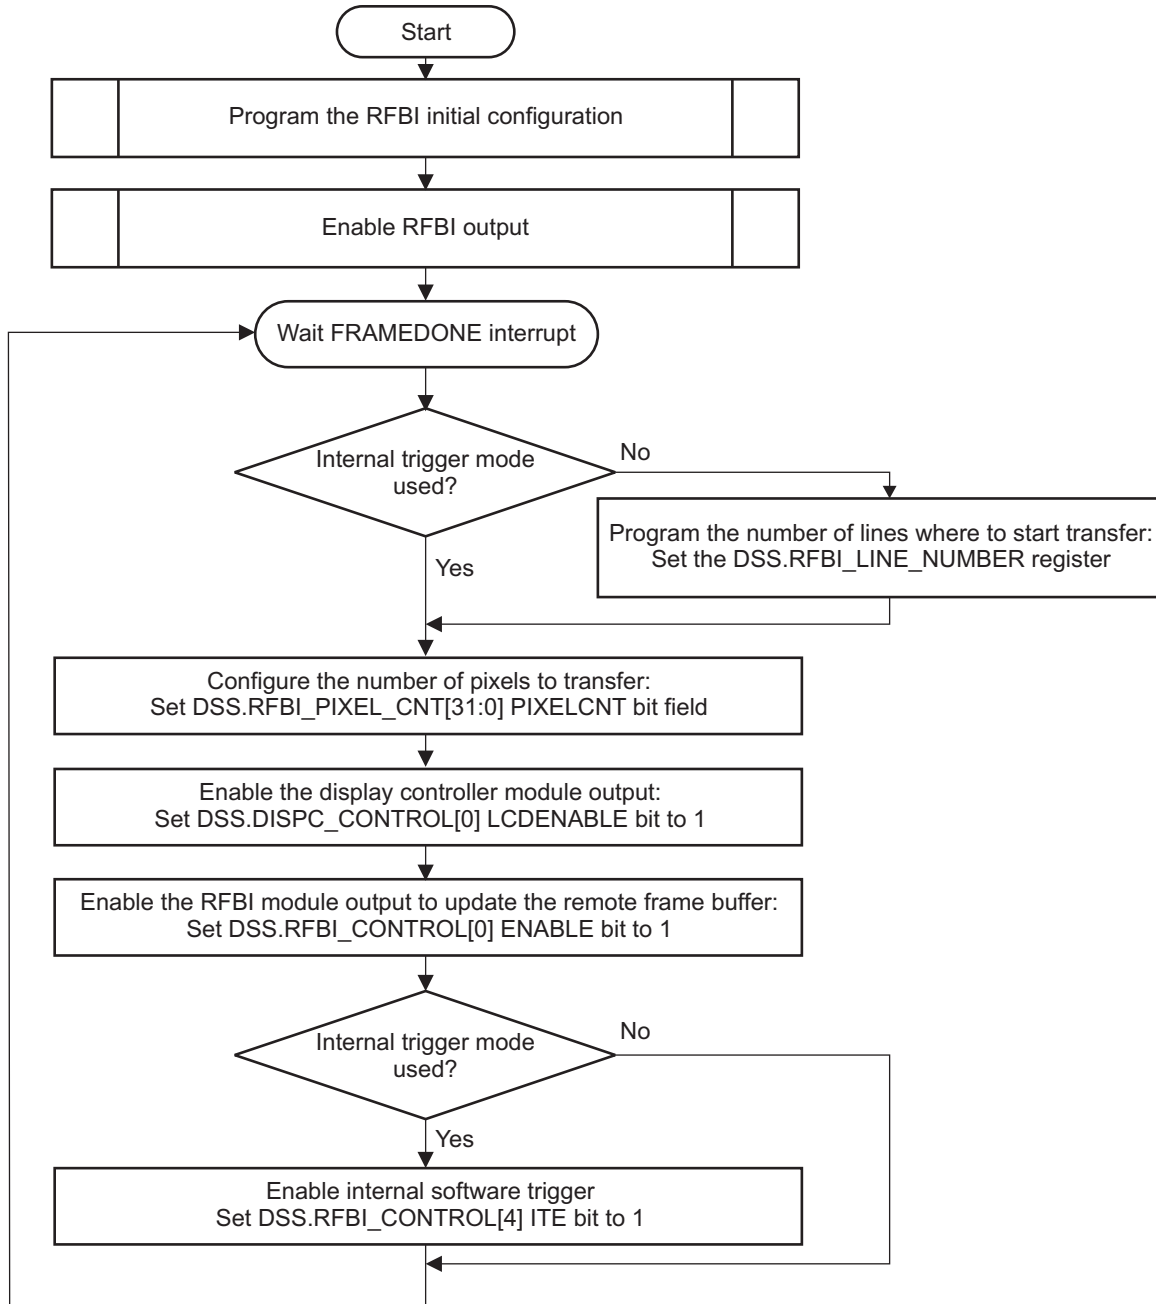 Start
Program the RFBI initial configuration
Enable RFBI output
Wait FRAMEDONE interrupt
Internal trigger mode
used?
No
Program the number of lines where to start transfer:
Set the DSS.RFBI_LINE_NUMBER register
Yes
Configure the number of pixels to transfer:
Set DSS.RFBI_PIXEL_CNT[31:0] PIXELCNT bit field
Enable the display controller module output:
Set DSS.DISPC_CONTROL[0] LCDENABLE bit to 1
Enable the RFBI module output to update the remote frame buffer:
Set DSS.RFBI_CONTROL[0] ENABLE bit to 1
Internal trigger mode
used?
No
Yes
Enable internal software trigger
Set DSS.RFBI_CONTROL[4] ITE bit to 1